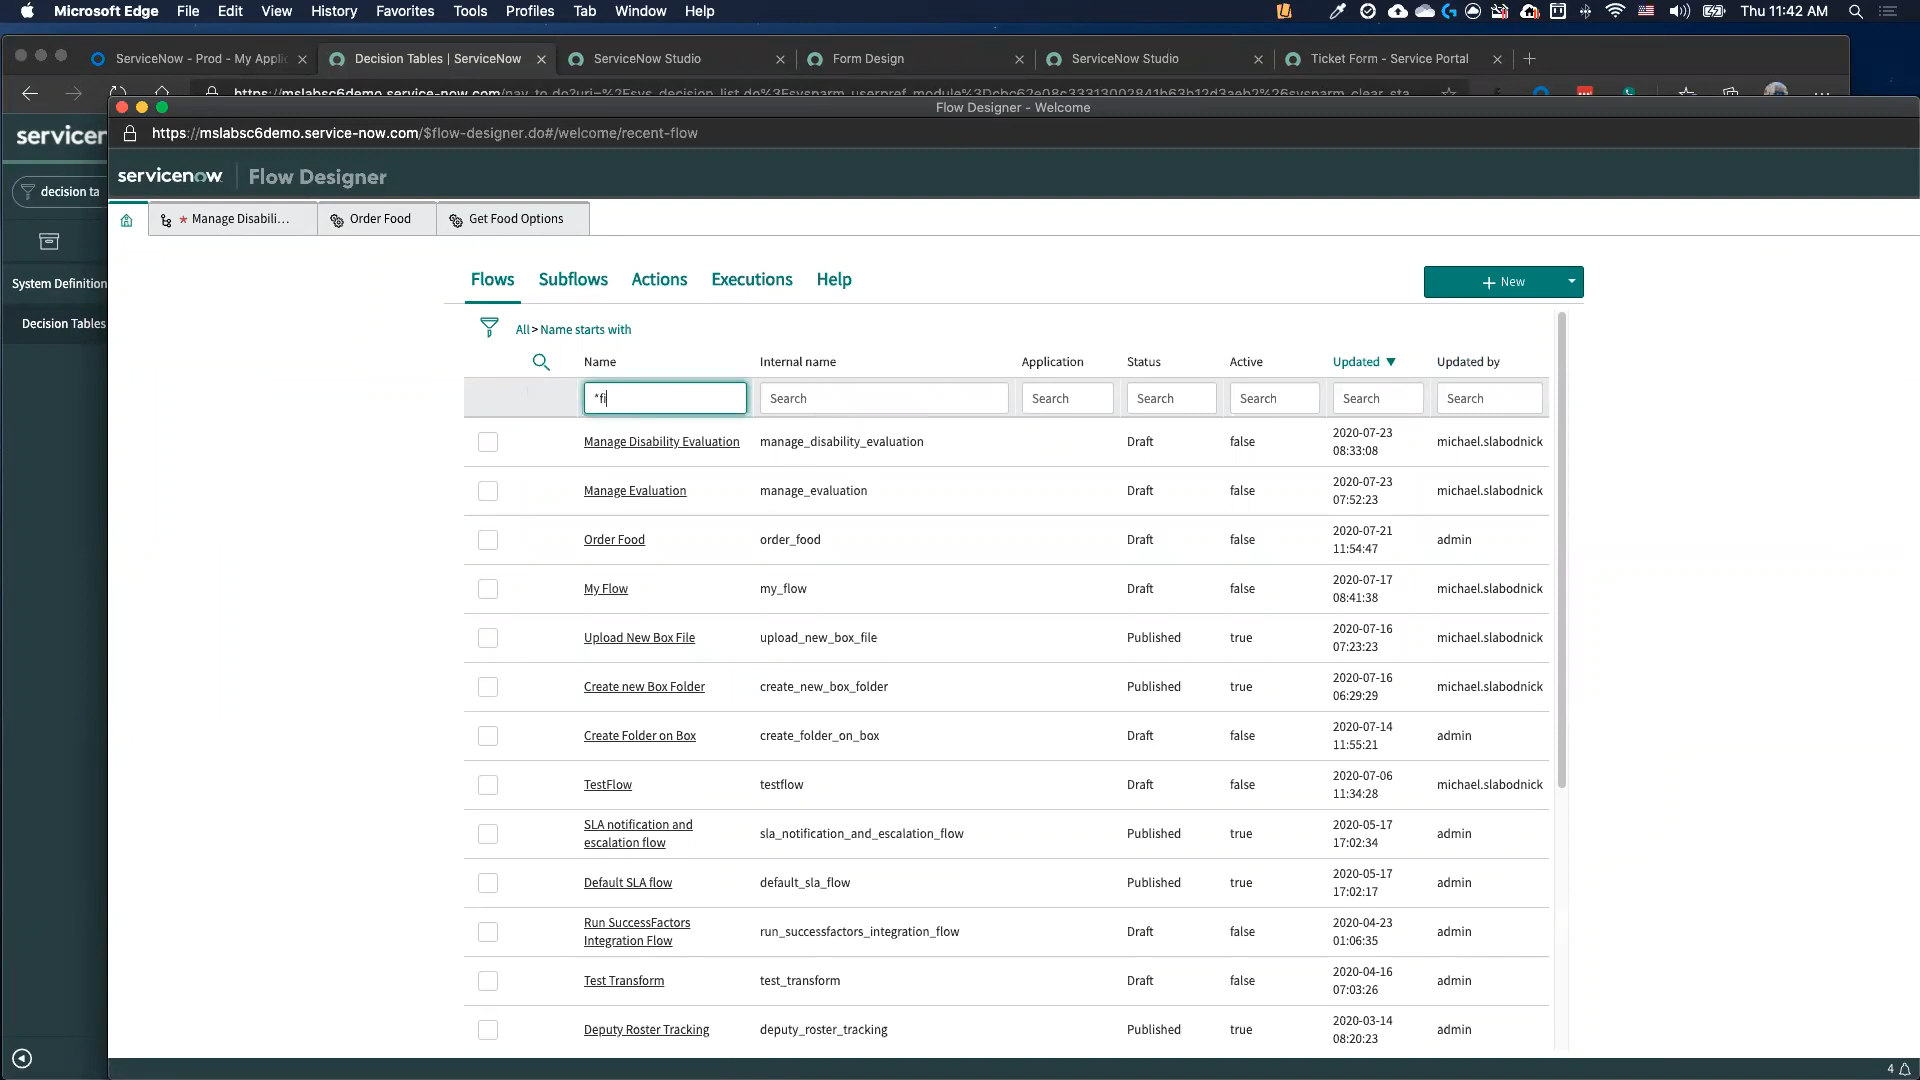 Microsoft Edge File Edit View History Favorites Tools Profiles Tab Window Help
Thu 11:42 AM
ServiceNow - Prod - My Applic
Decision Tables | ServiceNow
ServiceNow Studio
Form Design
ServiceNow Studio
Ticket Form - Service Portal
Flow Designer - Welcome
https://mslabsc6demo.service-now.com/$flow-designer.do#/welcome/recent-flow
servicen
decision ta
System Definition
Decision Tables
servicenow Flow Designer
* Manage Disabili...
Order Food
Get Food Options
Flows Subflows Actions Executions Help
+ New
All > Name starts with
Name Internal name Application Status Active Updated ▼ Updated by
*fi Search Search Search Search Search Search
Manage Disability Evaluation manage_disability_evaluation Draft false 2020-07-23 08:33:08 michael.slabodnick
Manage Evaluation manage_evaluation Draft false 2020-07-23 07:52:23 michael.slabodnick
Order Food order_food Draft false 2020-07-21 11:54:47 admin
My Flow my_flow Draft false 2020-07-17 08:41:38 michael.slabodnick
Upload New Box File upload_new_box_file Published true 2020-07-16 07:23:23 michael.slabodnick
Create new Box Folder create_new_box_folder Published true 2020-07-16 06:29:29 michael.slabodnick
Create Folder on Box create_folder_on_box Draft false 2020-07-14 11:55:21 admin
TestFlow testflow Draft false 2020-07-06 11:34:28 michael.slabodnick
SLA notification and escalation flow sla_notification_and_escalation_flow Published true 2020-05-17 17:02:34 admin
Default SLA flow default_sla_flow Published true 2020-05-17 17:02:17 admin
Run SuccessFactors Integration Flow run_successfactors_integration_flow Draft false 2020-04-23 01:06:35 admin
Test Transform test_transform Draft false 2020-04-16 07:03:26 admin
Deputy Roster Tracking deputy_roster_tracking Published true 2020-03-14 08:20:23 admin
4